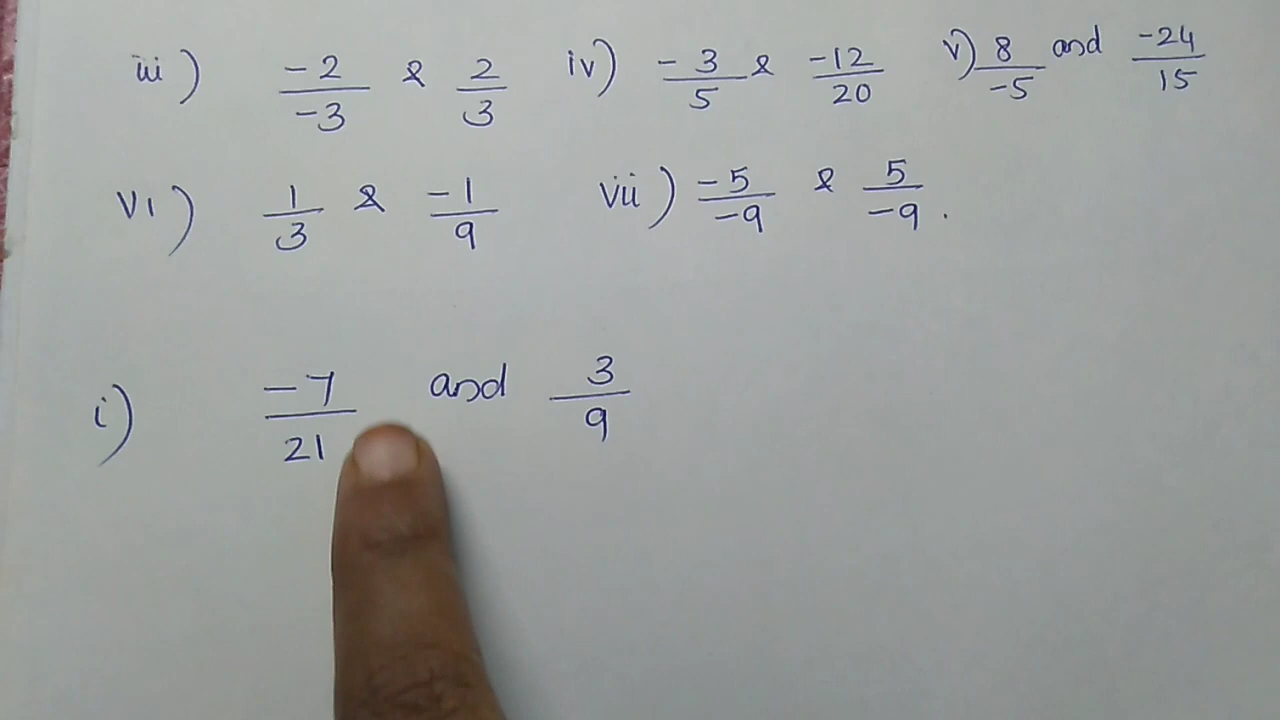 iii) -2/-3 & 2/3 iv) -3/5 & -12/20 v) 8/-5 and -24/15
vi) 1/3 & -1/9 vii) -5/-9 & 5/-9.
i) -7/21 and 3/9